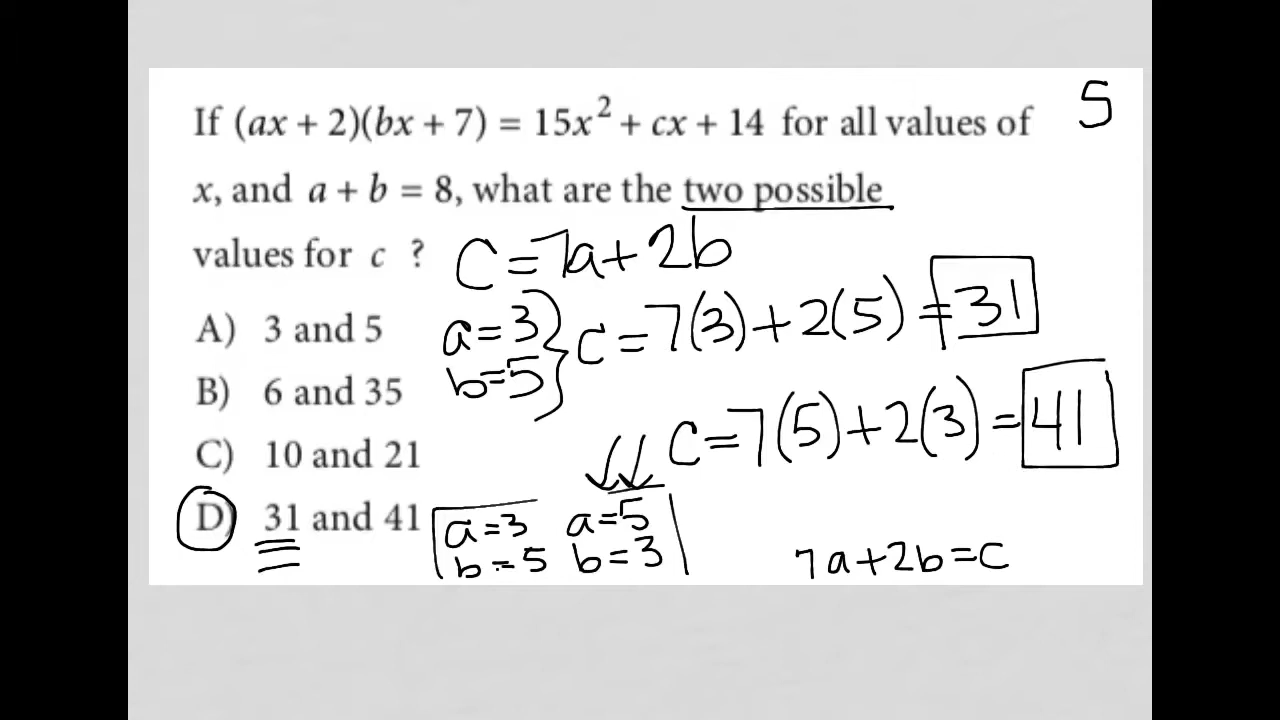 If (ax + 2)(bx + 7) = 15x² + cx + 14 for all values of
5
x, and a + b = 8, what are the two possible
values for c ?
C = 7a + 2b
A) 3 and 5
a = 3
b = 5
C = 7(3) + 2(5) = 31
B) 6 and 35
C = 7(5) + 2(3) = 41
C) 10 and 21
D) 31 and 41
a = 3
b = 5
a = 5
b = 3
7a + 2b = C